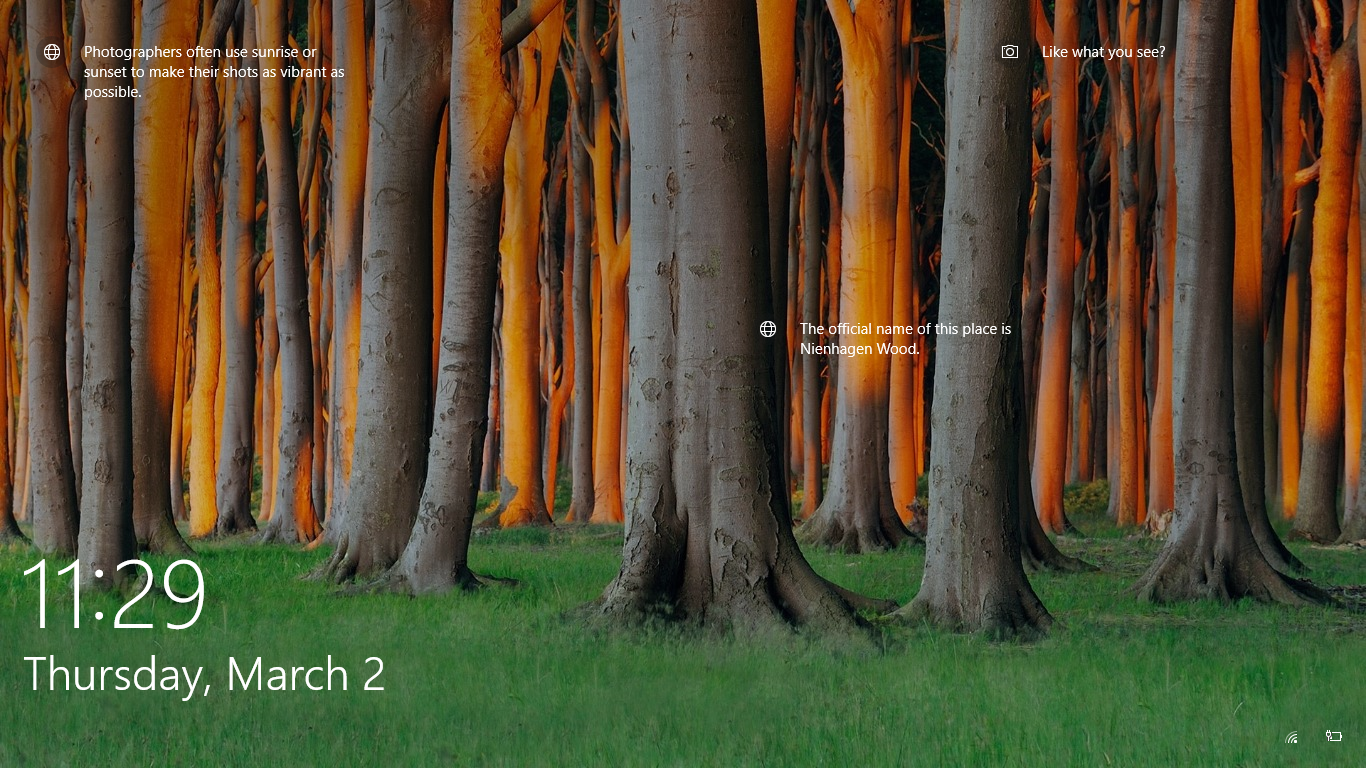 Photographers often use sunrise or
sunset to make their shots as vibrant as
possible.
Like what you see?
The official name of this place is
Nienhagen Wood.
11:29
Thursday, March 2